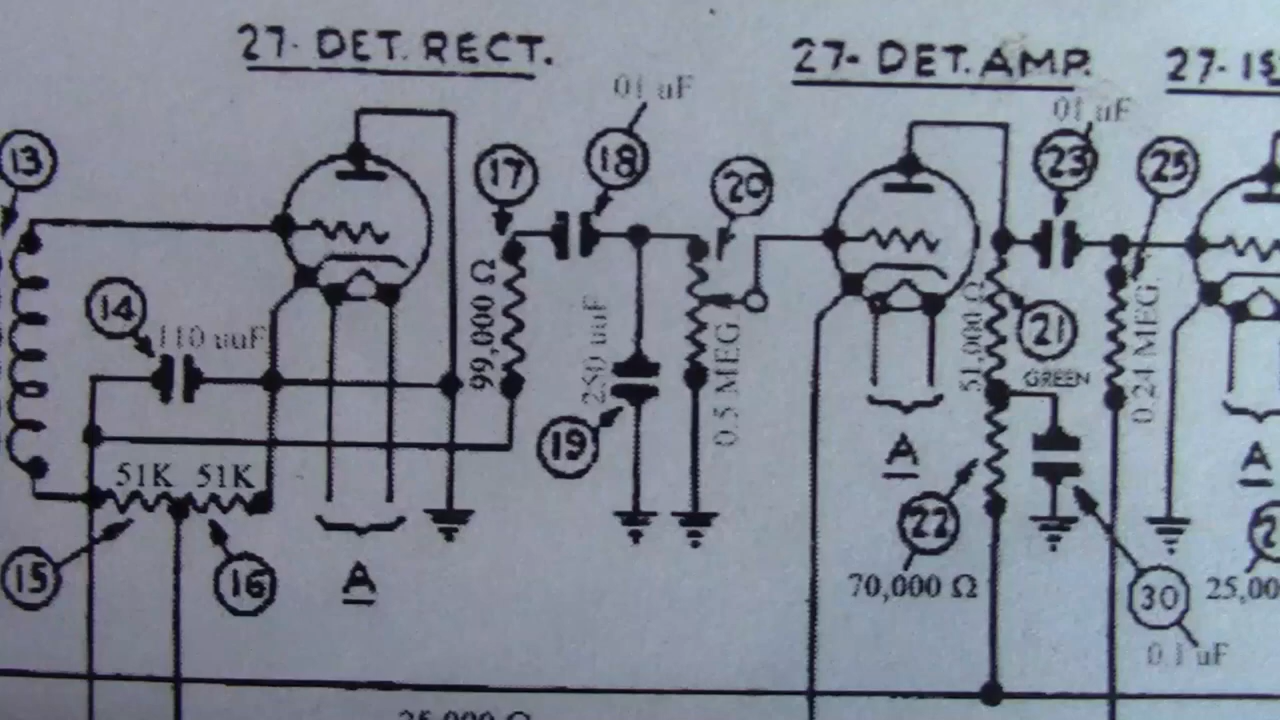 27- DET. RECT.
27- DET. AMP.
01 uF
01 uF
13
17
18
20
23
25
14
110 uuF
99,000 Ω
250 uuF
0.5 MEG
51,000 Ω
21
0.24 MEG
GREEN
19
51K
51K
A
A
22
15
16
A
70,000 Ω
30
0.1 uF